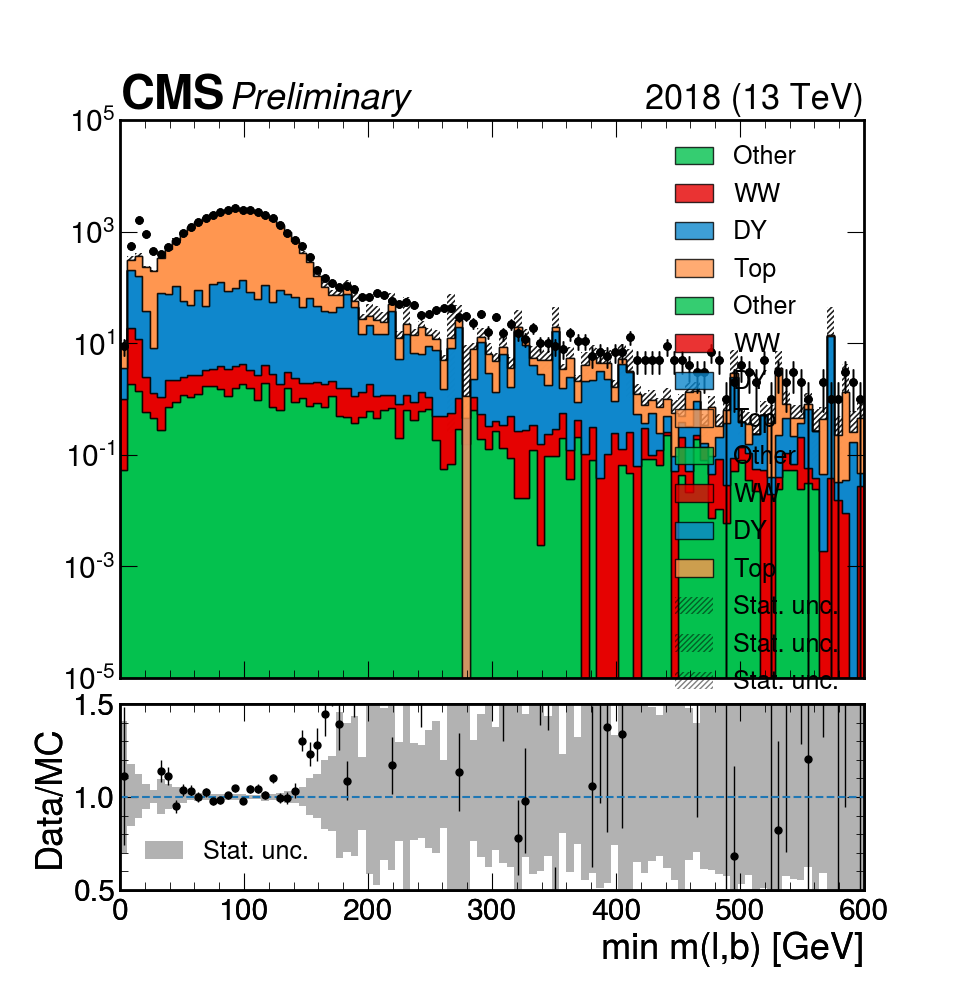 CMS Preliminary 2018 (13 TeV)
10^5
Other
WW
DY
10^3
Top
Other
10^1
WW
DY
Top
10^-1
Other
WW
DY
10^-3
Top
Stat. unc.
Stat. unc.
10^-5
Stat. unc.
1.5
Data/MC
1.0
Stat. unc.
0.5
0 100 200 300 400 500 600
min m(l,b) [GeV]